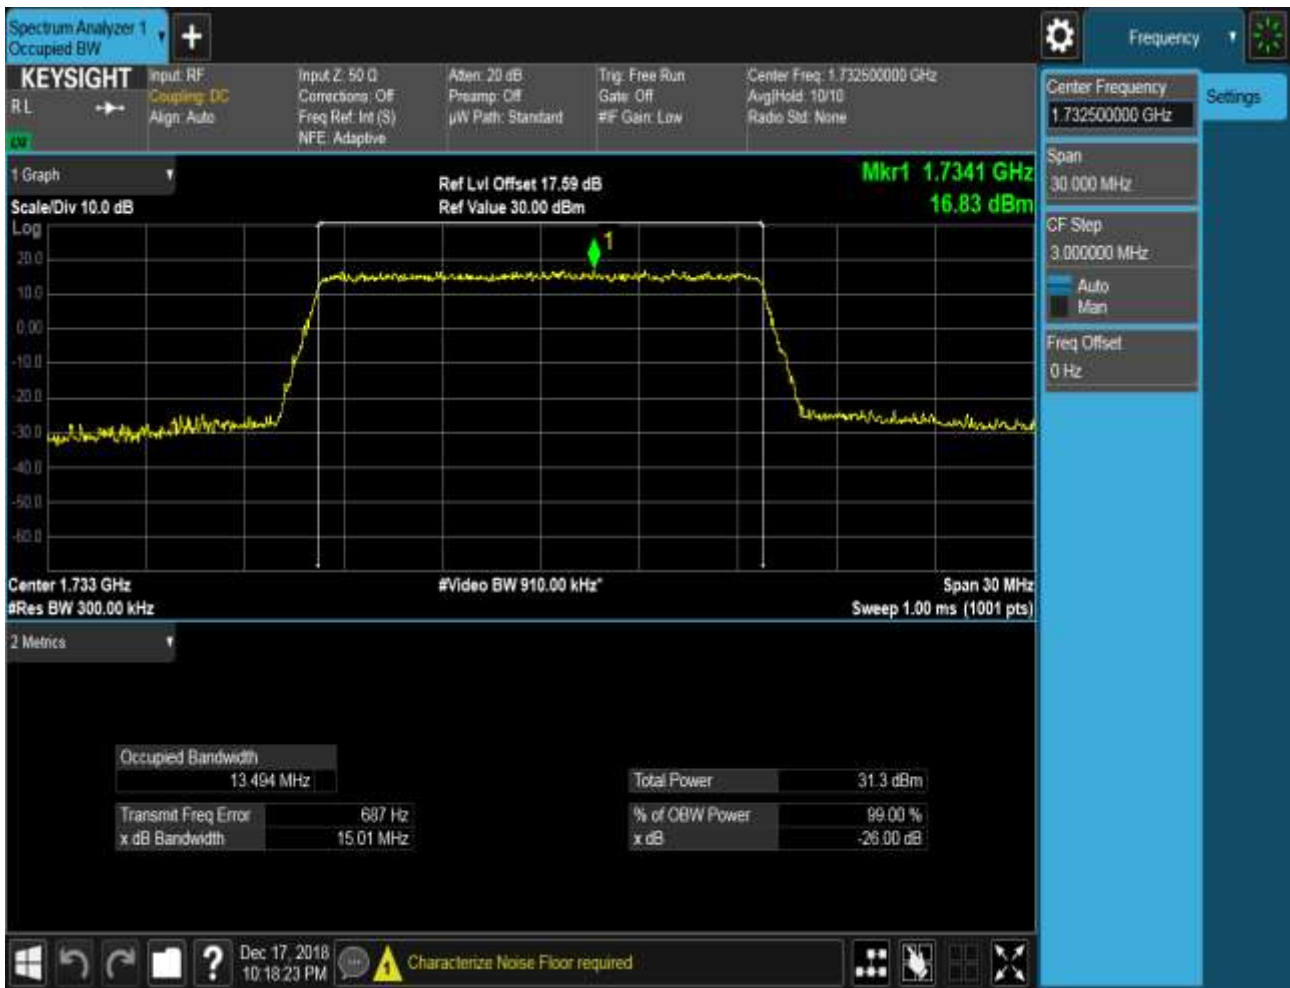 Spectrum Analyzer 1
Occupied BW
Frequency
KEYSIGHT
R L
Input: RF
Coupling: DC
Align: Auto
Input Z: 50 Ω
Corrections: Off
Freq Ref: Int (S)
NFE: Adaptive
Atten: 20 dB
Preamp: Off
µW Path: Standard
Trig: Free Run
Gate: Off
#IF Gain: Low
Center Freq: 1.732500000 GHz
Avg|Hold: 10/10
Radio Std: None
Center Frequency
1.732500000 GHz
Settings
Span
30.000 MHz
CF Step
3.000000 MHz
Auto
Man
Freq Offset
0 Hz
1 Graph
Scale/Div 10.0 dB
Ref Lvl Offset 17.59 dB
Ref Value 30.00 dBm
Mkr1 1.7341 GHz
16.83 dBm
Log
1
20.0
10.0
0.00
-10.0
-20.0
-30.0
-40.0
-50.0
-60.0
Center 1.733 GHz
#Video BW 910.00 kHz*
Span 30 MHz
#Res BW 300.00 kHz
Sweep 1.00 ms (1001 pts)
2 Metrics
Occupied Bandwidth
13.494 MHz
Total Power 31.3 dBm
Transmit Freq Error 687 Hz
% of OBW Power 99.00 %
x dB Bandwidth 15.01 MHz
x dB -26.00 dB
Dec 17, 2018
10:18:23 PM
1
Characterize Noise Floor required